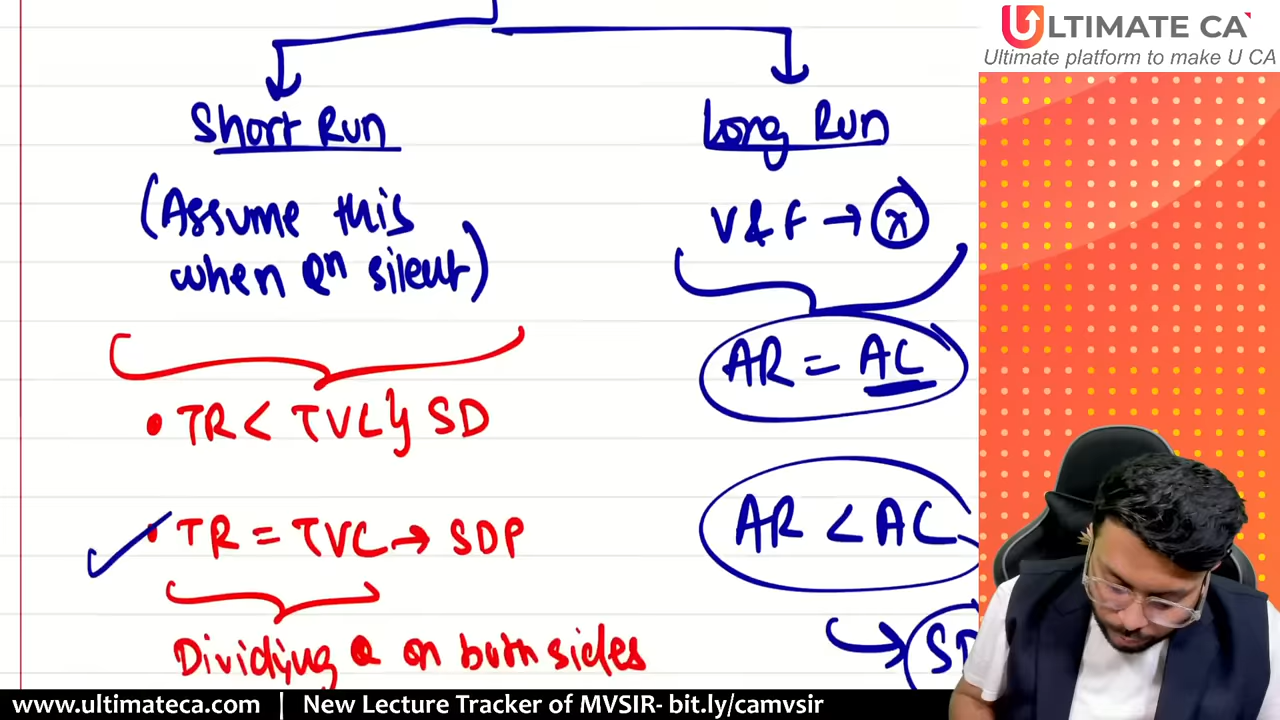 ULTIMATE CA
Ultimate platform to make U CA
Short Run
(Assume this
when Qn silent)
• TR < TVC SD
• TR = TVC → SDP
Dividing Q on both sides
Long Run
V & F → x
AR = AC
AR < AC
SD
www.ultimateca.com | New Lecture Tracker of MVSIR- bit.ly/camvsir